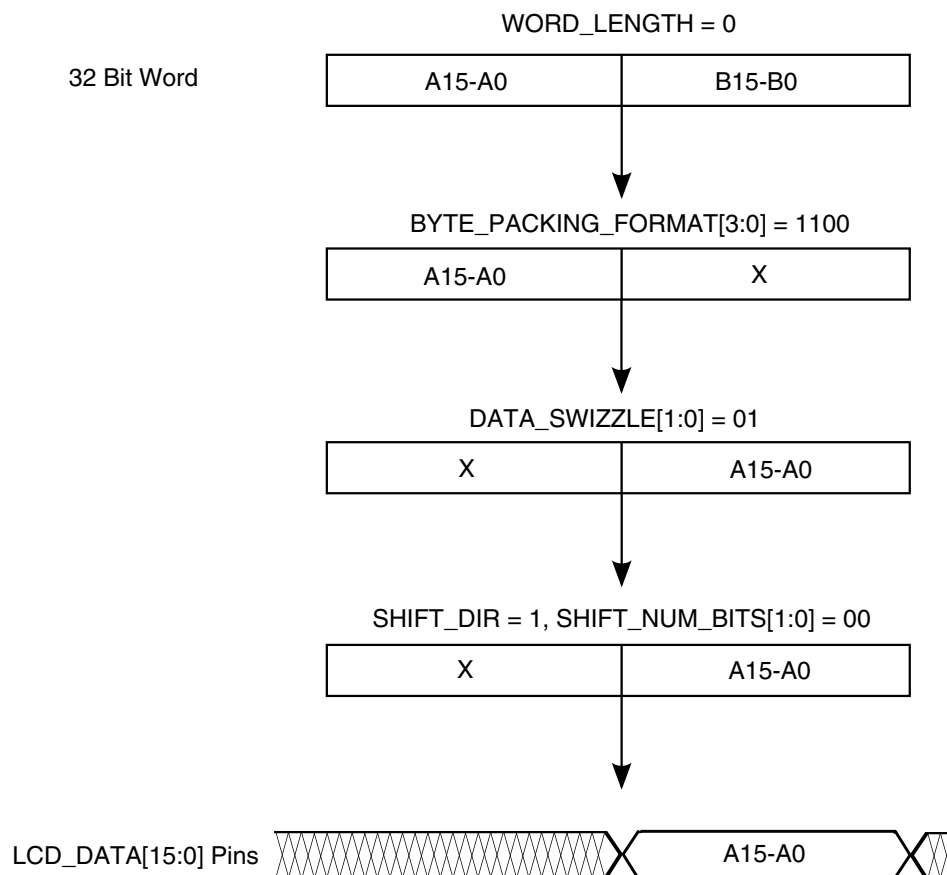 WORD_LENGTH = 0
32 Bit Word
A15-A0
B15-B0
BYTE_PACKING_FORMAT[3:0] = 1100
A15-A0
X
DATA_SWIZZLE[1:0] = 01
X
A15-A0
SHIFT_DIR = 1, SHIFT_NUM_BITS[1:0] = 00
X
A15-A0
LCD_DATA[15:0] Pins
A15-A0